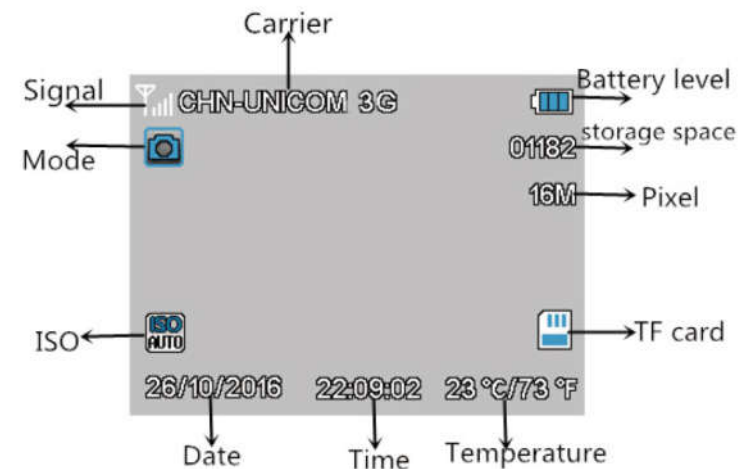 Carrier
Signal
CHN-UNICOM 3G
Battery level
Mode
01182
storage space
16M
Pixel
ISO
ISO
AUTO
TF card
26/10/2016 22:09:02 23 °C/73 °F
Date Time Temperature